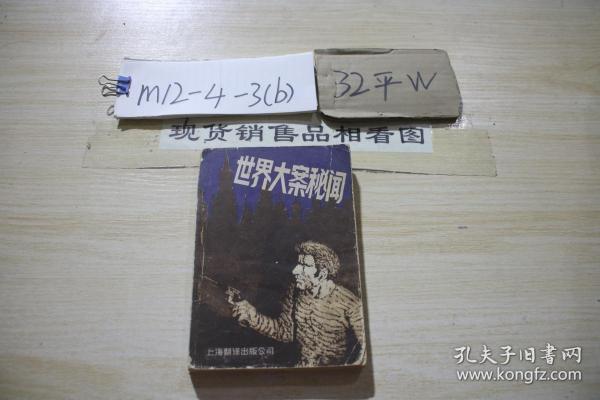 m12-4-3(b)
32平W
现货销售品相看图
世界大案秘闻
上海翻译出版公司
孔夫子旧书网
www.kongfz.com